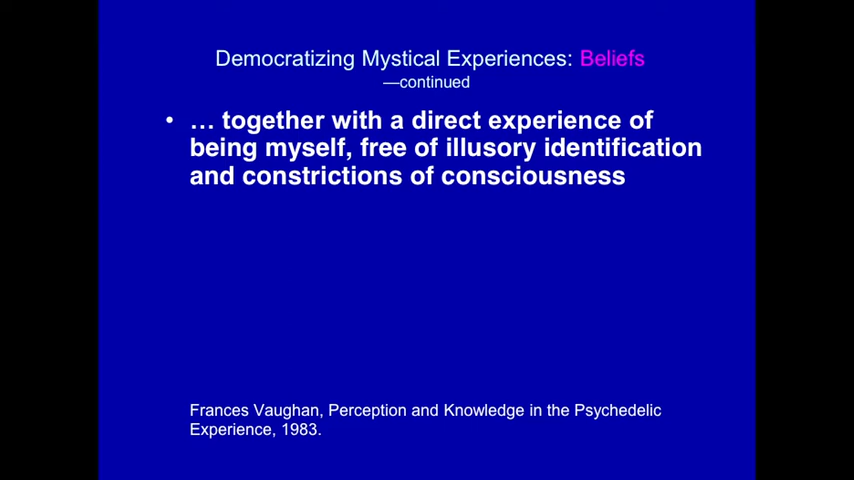 Democratizing Mystical Experiences: Beliefs
—continued
• … together with a direct experience of
being myself, free of illusory identification
and constrictions of consciousness
Frances Vaughan, Perception and Knowledge in the Psychedelic
Experience, 1983.